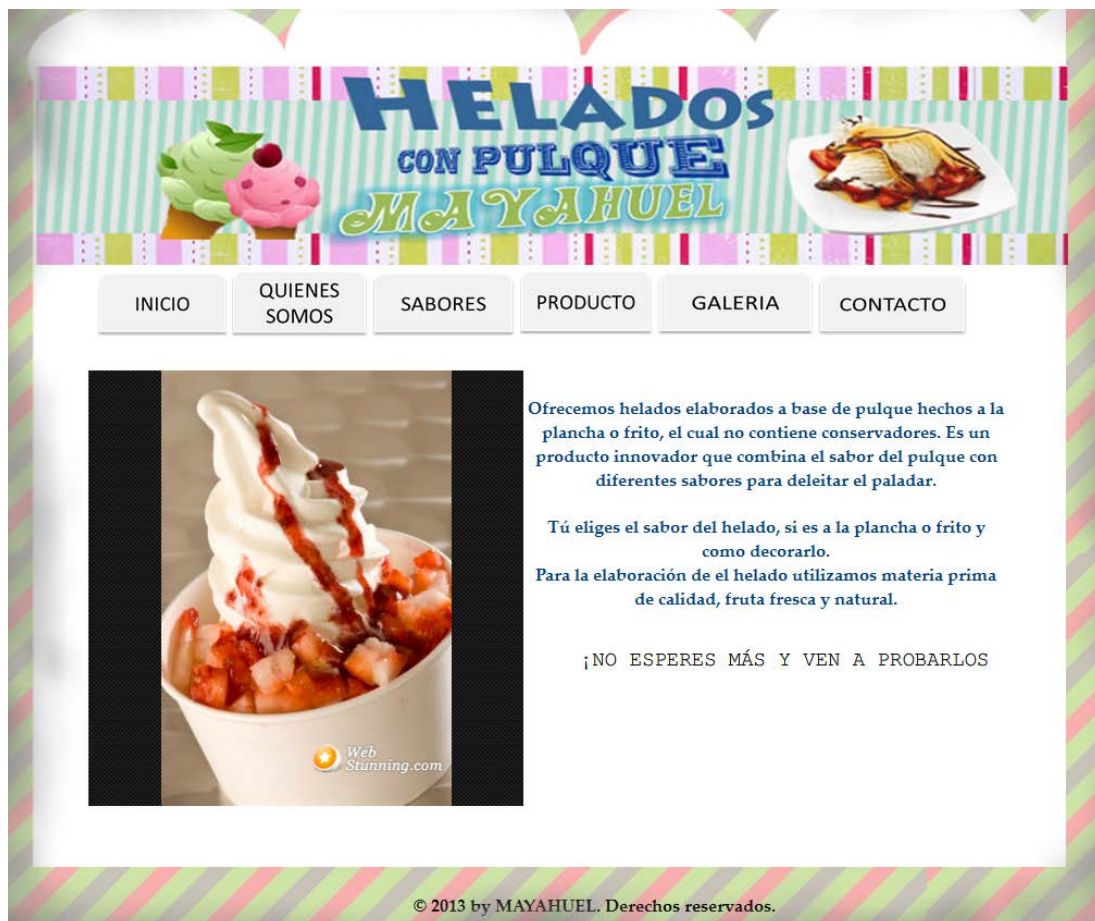 HELADOS
CON PULQUE
MAYAHUEL
INICIO
QUIENES
SOMOS
SABORES
PRODUCTO
GALERIA
CONTACTO
Ofrecemos helados elaborados a base de pulque hechos a la
plancha o frito, el cual no contiene conservadores. Es un
producto innovador que combina el sabor del pulque con
diferentes sabores para deleitar el paladar.
Tú eliges el sabor del helado, si es a la plancha o frito y
como decorarlo.
Para la elaboración de el helado utilizamos materia prima
de calidad, fruta fresca y natural.
¡NO ESPERES MÁS Y VEN A PROBARLOS
Web
Stunning.com
© 2013 by MAYAHUEL. Derechos reservados.